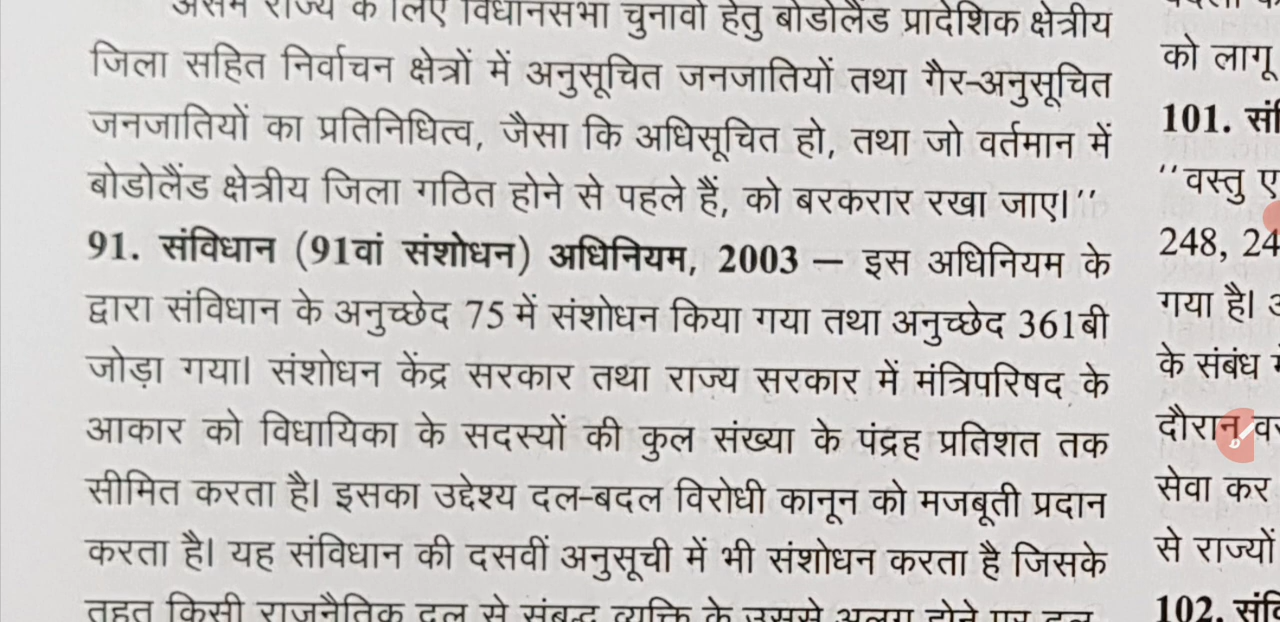 असम राज्य के लिए विधानसभा चुनावों हेतु बोडोलैंड प्रादेशिक क्षेत्रीय
जिला सहित निर्वाचन क्षेत्रों में अनुसूचित जनजातियों तथा गैर-अनुसूचित
जनजातियों का प्रतिनिधित्व, जैसा कि अधिसूचित हो, तथा जो वर्तमान में
बोडोलैंड क्षेत्रीय जिला गठित होने से पहले हैं, को बरकरार रखा जाए।''
91. संविधान (91वां संशोधन) अधिनियम, 2003 — इस अधिनियम के
द्वारा संविधान के अनुच्छेद 75 में संशोधन किया गया तथा अनुच्छेद 361बी
जोड़ा गया। संशोधन केंद्र सरकार तथा राज्य सरकार में मंत्रिपरिषद के
आकार को विधायिका के सदस्यों की कुल संख्या के पंद्रह प्रतिशत तक
सीमित करता है। इसका उद्देश्य दल-बदल विरोधी कानून को मजबूती प्रदान
करता है। यह संविधान की दसवीं अनुसूची में भी संशोधन करता है जिसके
तहत किसी राजनैतिक दल से संबद्ध व्यक्ति के उससे अलग होने पर दल
को लागू
101.
''वस्तु ए
248, 24
गया है।
के संबंध
दौरान
सेवा कर
से राज्यों
102.